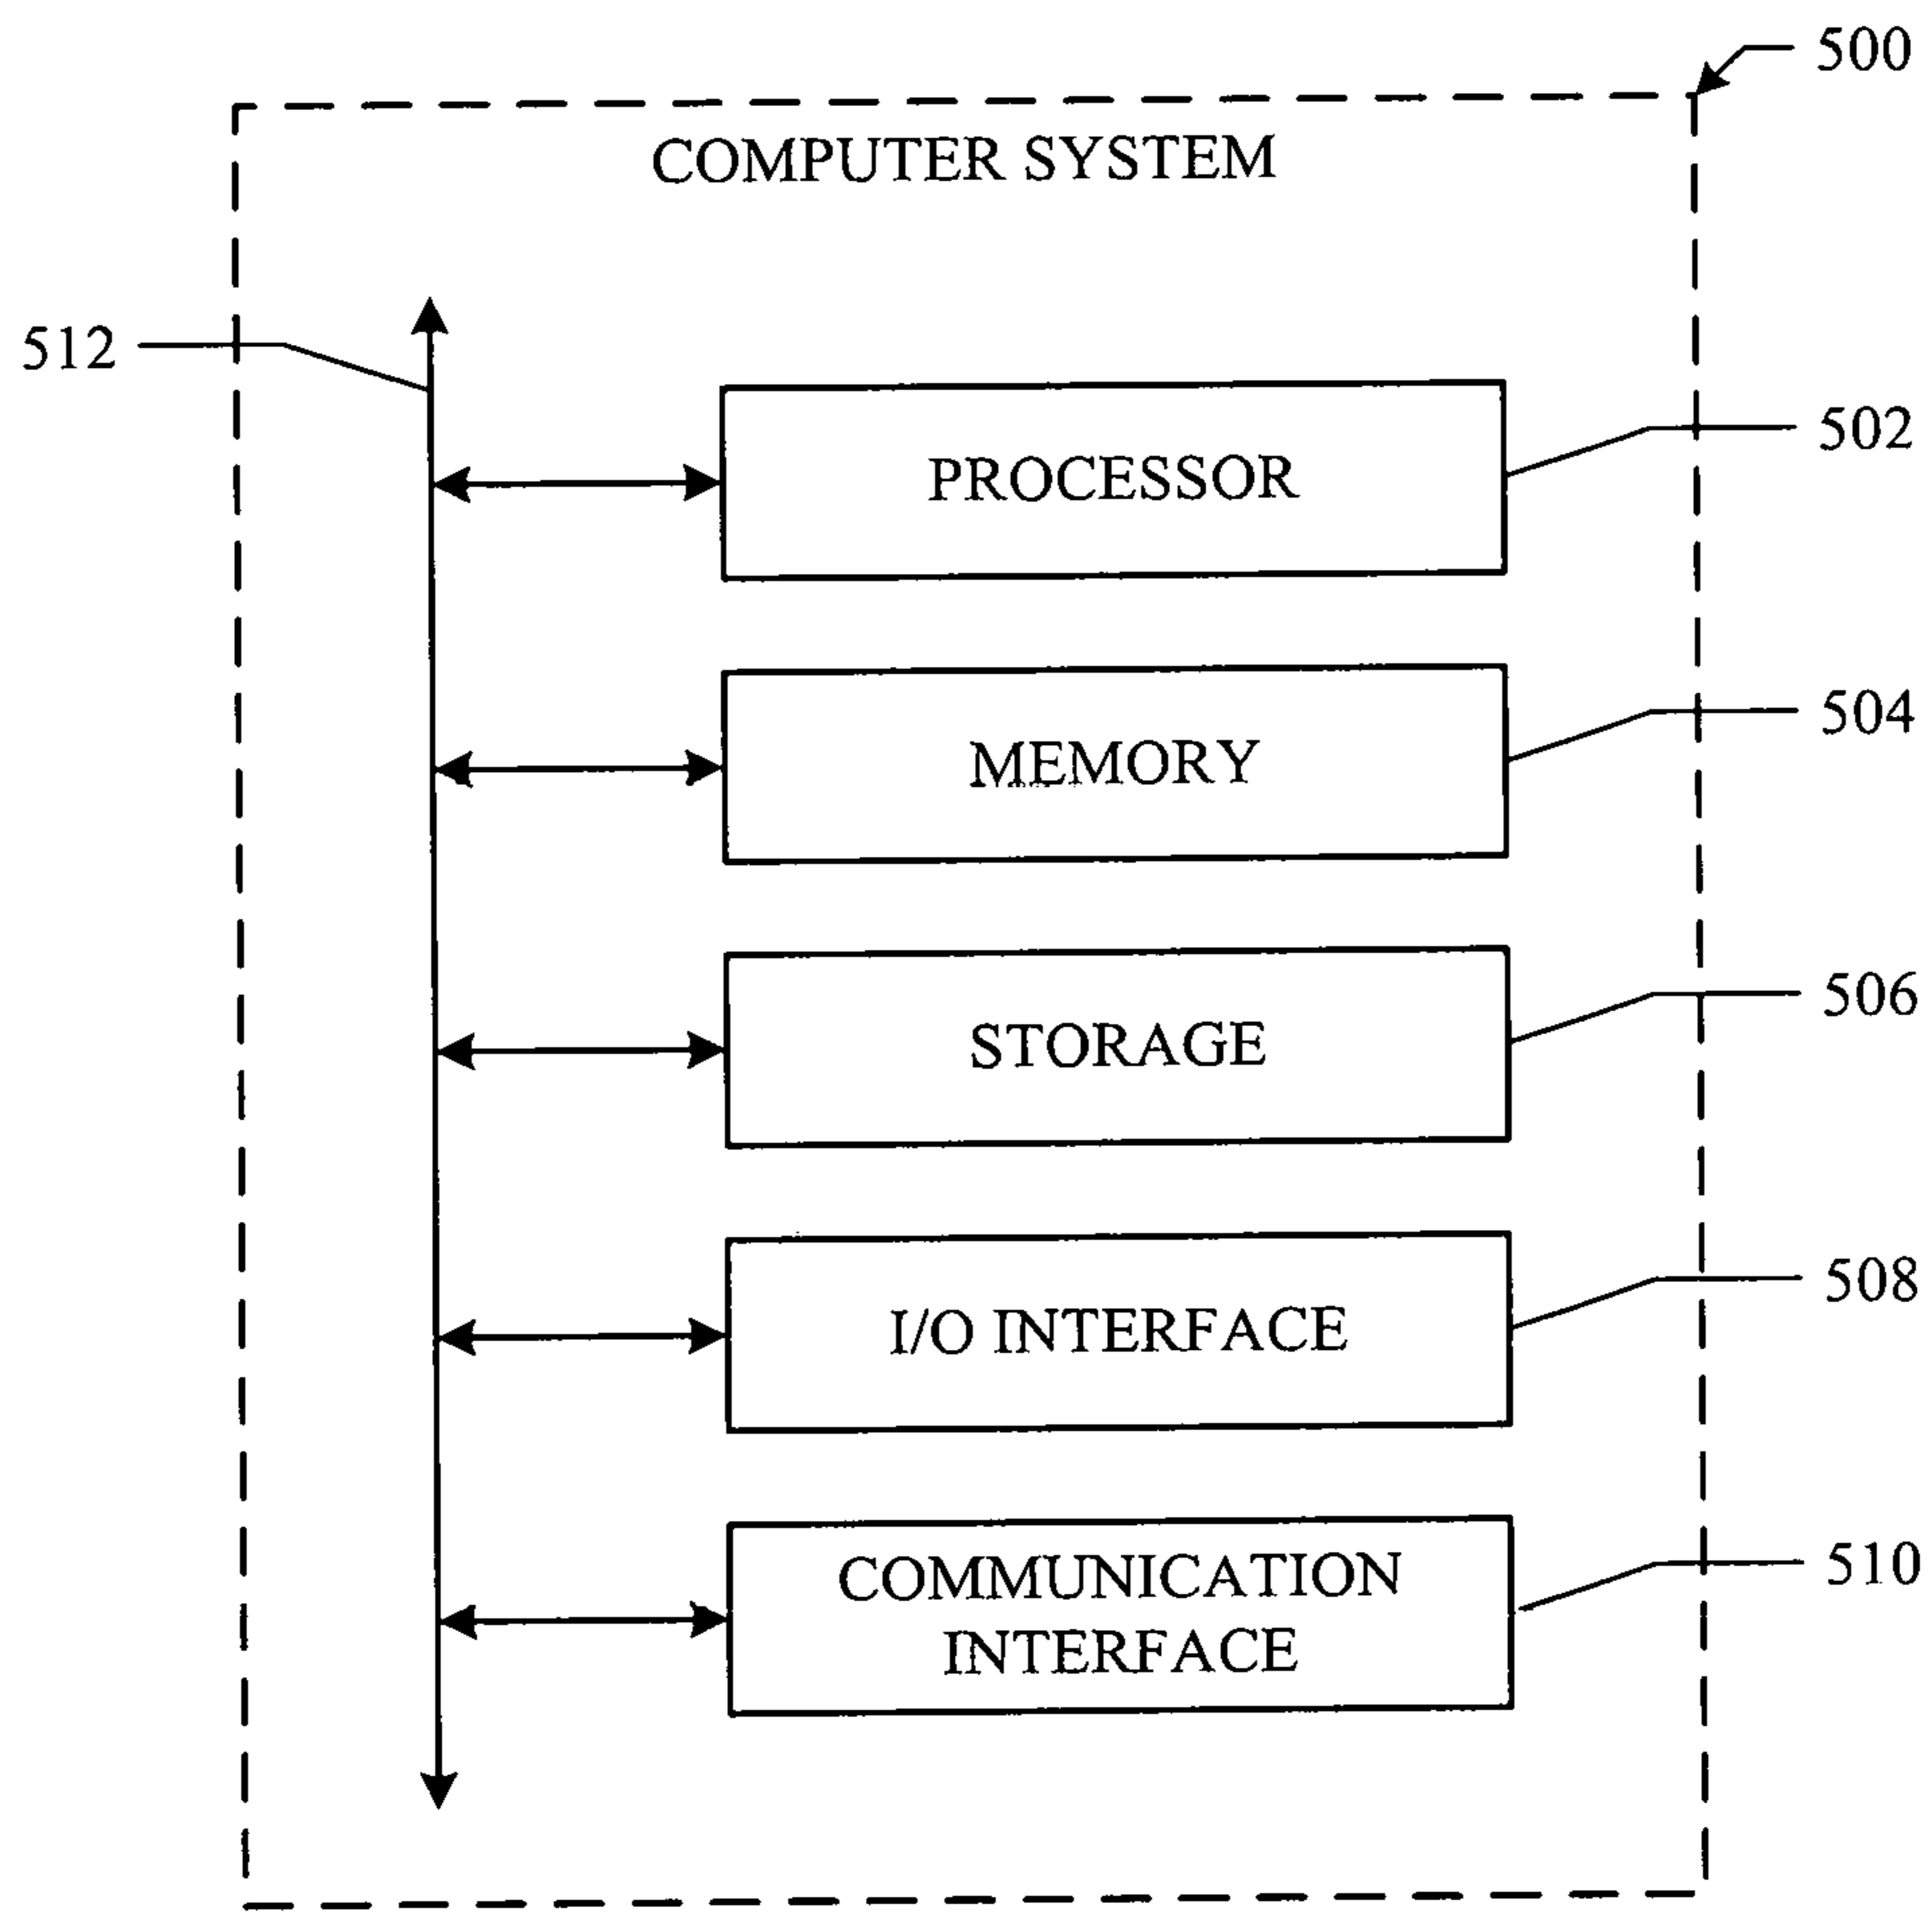 500
COMPUTER SYSTEM
512
502
PROCESSOR
504
MEMORY
506
STORAGE
508
I/O INTERFACE
510
COMMUNICATION
INTERFACE